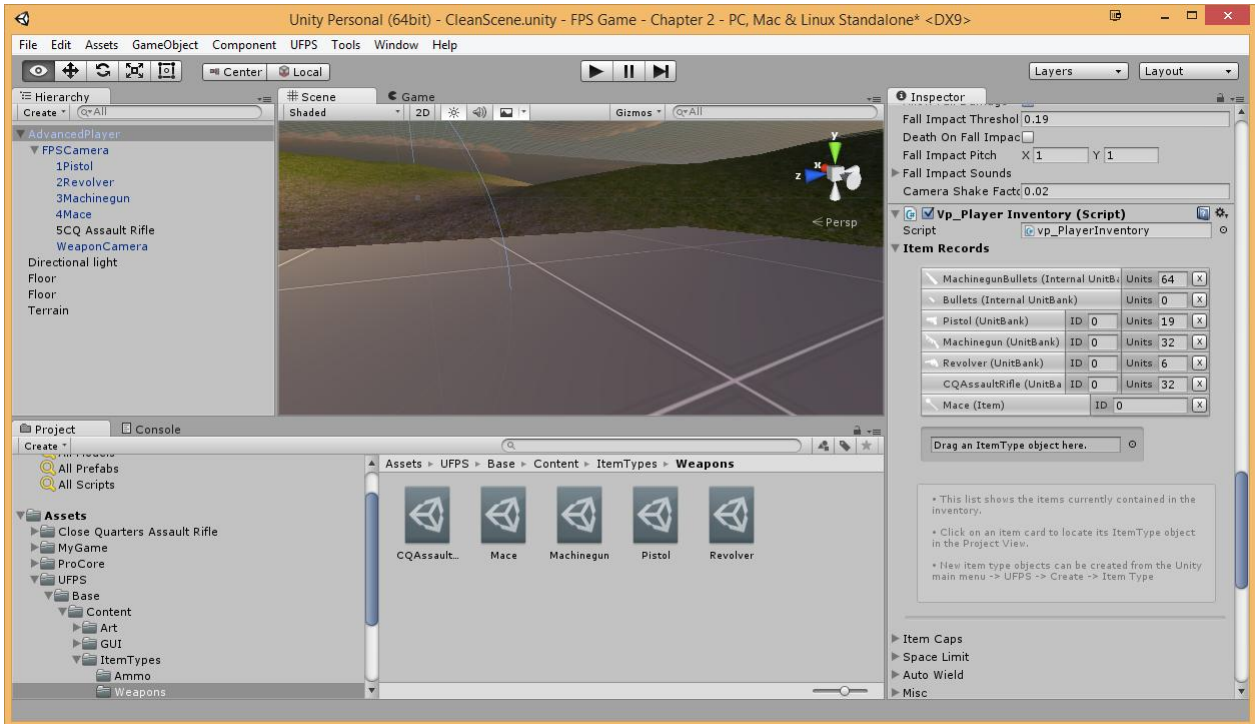 Unity Personal (64bit) - CleanScene.unity - FPS Game - Chapter 2 - PC, Mac & Linux Standalone* <DX9>
File Edit Assets GameObject Component UFPS Tools Window Help
Center Local Layers Layout
Hierarchy
Create All
AdvancedPlayer
FPSCamera
1Pistol
2Revolver
3Machinegun
4Mace
5CQ Assault Rifle
WeaponCamera
Directional light
Floor
Floor
Terrain
Scene Game
Shaded 2D Gizmos All
y
x
z
Persp
Inspector
Fall Impact Threshol 0.19
Death On Fall Impac
Fall Impact Pitch X 1 Y 1
Fall Impact Sounds
Camera Shake Factc 0.02
Vp_Player Inventory (Script)
Script vp_PlayerInventory
Item Records
MachinegunBullets (Internal UnitBa Units 64 X
Bullets (Internal UnitBank) Units 0 X
Pistol (UnitBank) ID 0 Units 19 X
Machinegun (UnitBank) ID 0 Units 32 X
Revolver (UnitBank) ID 0 Units 6 X
CQAssaultRifle (UnitBa ID 0 Units 32 X
Mace (Item) ID 0 X
Drag an ItemType object here.
• This list shows the items currently contained in the
inventory.
• Click on an item card to locate its ItemType object
in the Project View.
• New item type objects can be created from the Unity
main menu -> UFPS -> Create -> Item Type
Item Caps
Space Limit
Auto Wield
Misc
Project Console
Create
All Prefabs
All Scripts
Assets
Close Quarters Assault Rifle
MyGame
ProCore
UFPS
Base
Content
Art
GUI
ItemTypes
Ammo
Weapons
Assets UFPS Base Content ItemTypes Weapons
CQAssault... Mace Machinegun Pistol Revolver